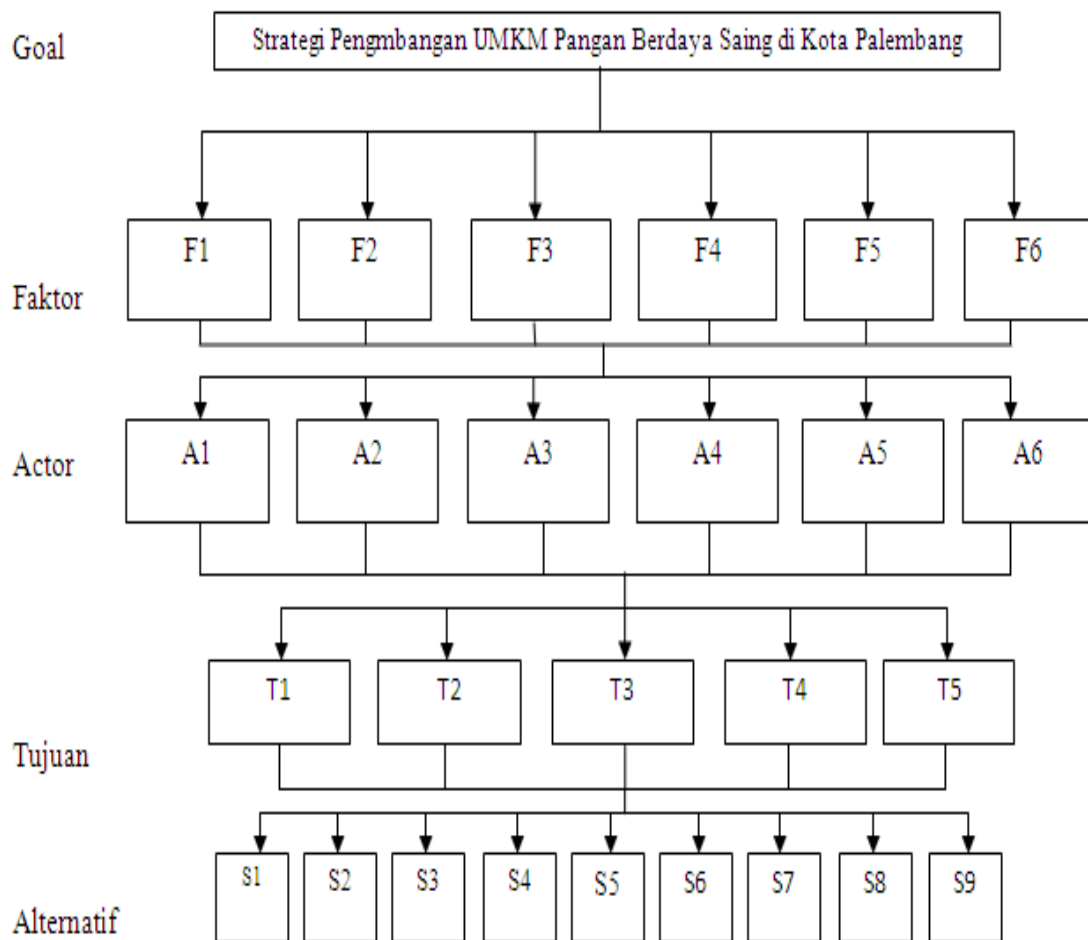 Goal
Strategi Pengmbangan UMKM Pangan Berdaya Saing di Kota Palembang
F1 F2 F3 F4 F5 F6
Faktor
A1 A2 A3 A4 A5 A6
Actor
T1 T2 T3 T4 T5
Tujuan
S1 S2 S3 S4 S5 S6 S7 S8 S9
Alternatif